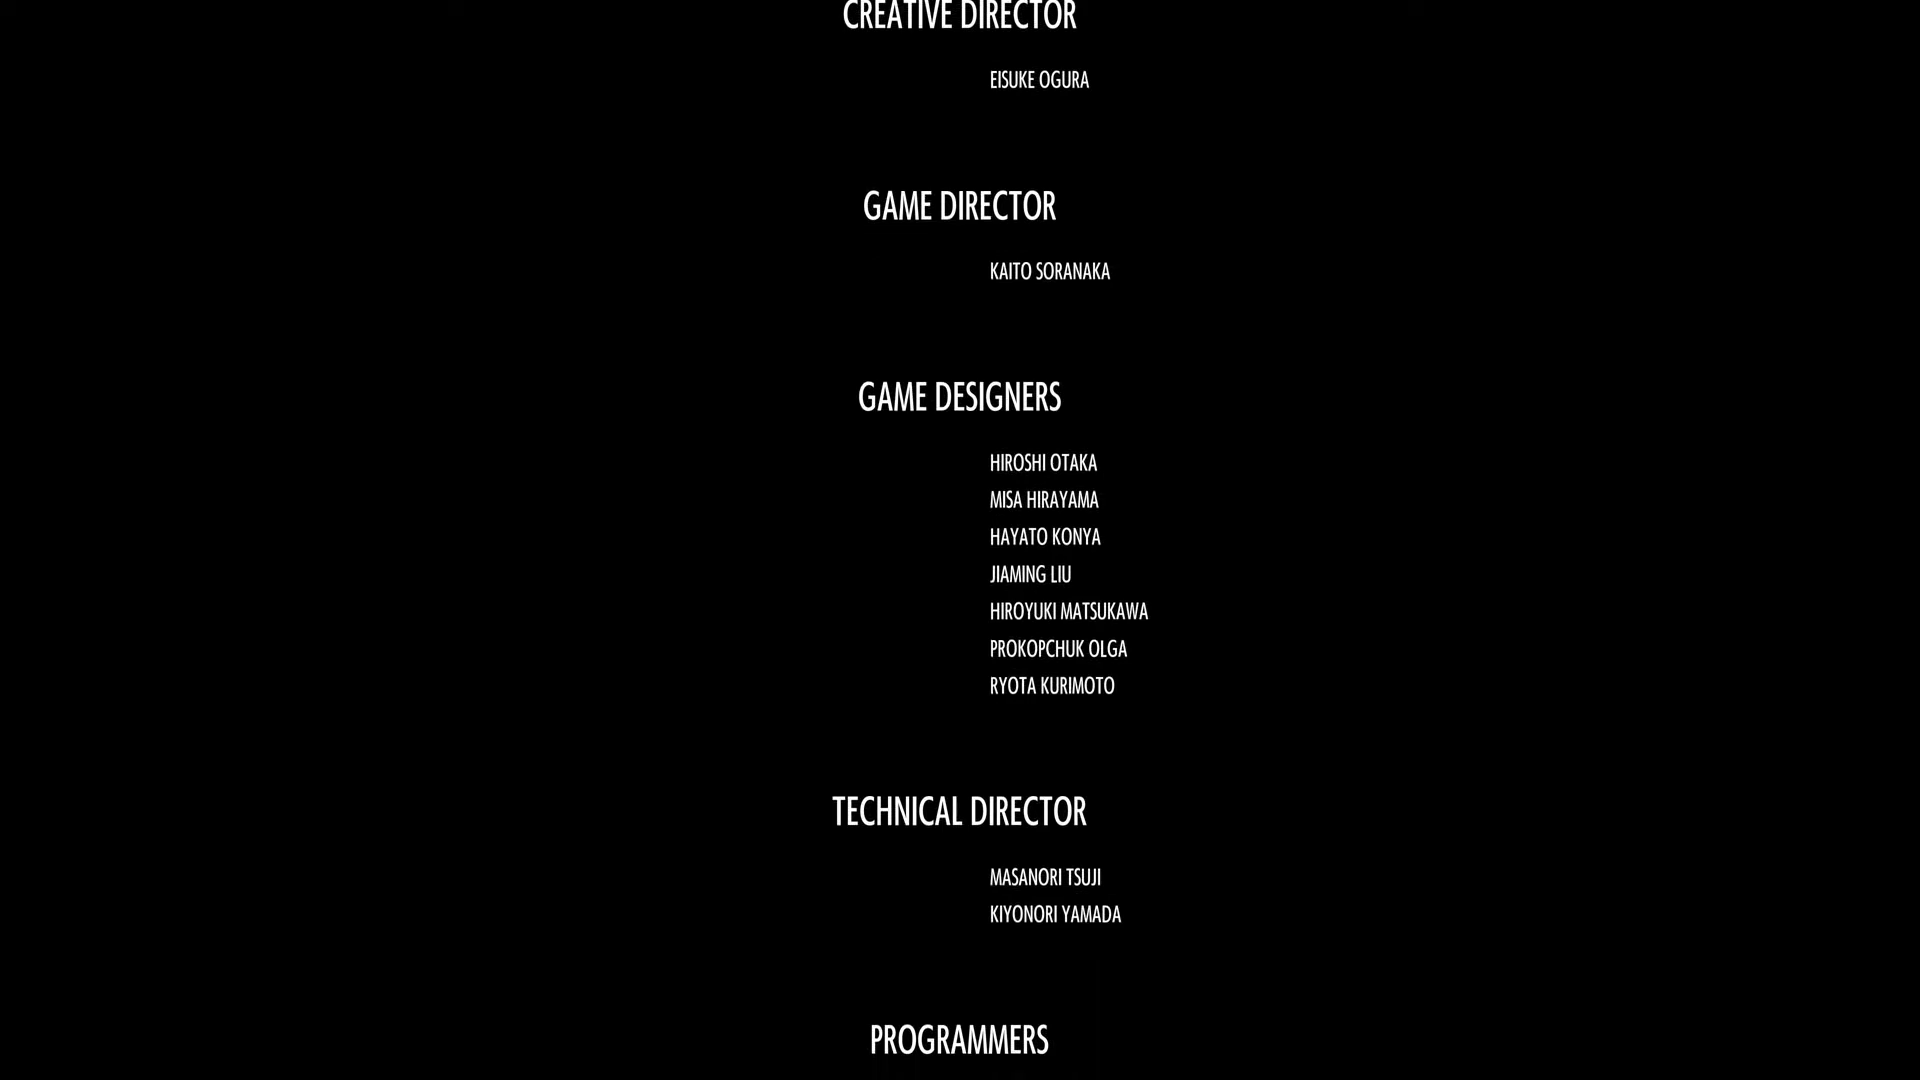 CREATIVE DIRECTOR
EISUKE OGURA
GAME DIRECTOR
KAITO SORANAKA
GAME DESIGNERS
HIROSHI OTAKA
MISA HIRAYAMA
HAYATO KONYA
JIAMING LIU
HIROYUKI MATSUKAWA
PROKOPCHUK OLGA
RYOTA KURIMOTO
TECHNICAL DIRECTOR
MASANORI TSUJI
KIYONORI YAMADA
PROGRAMMERS